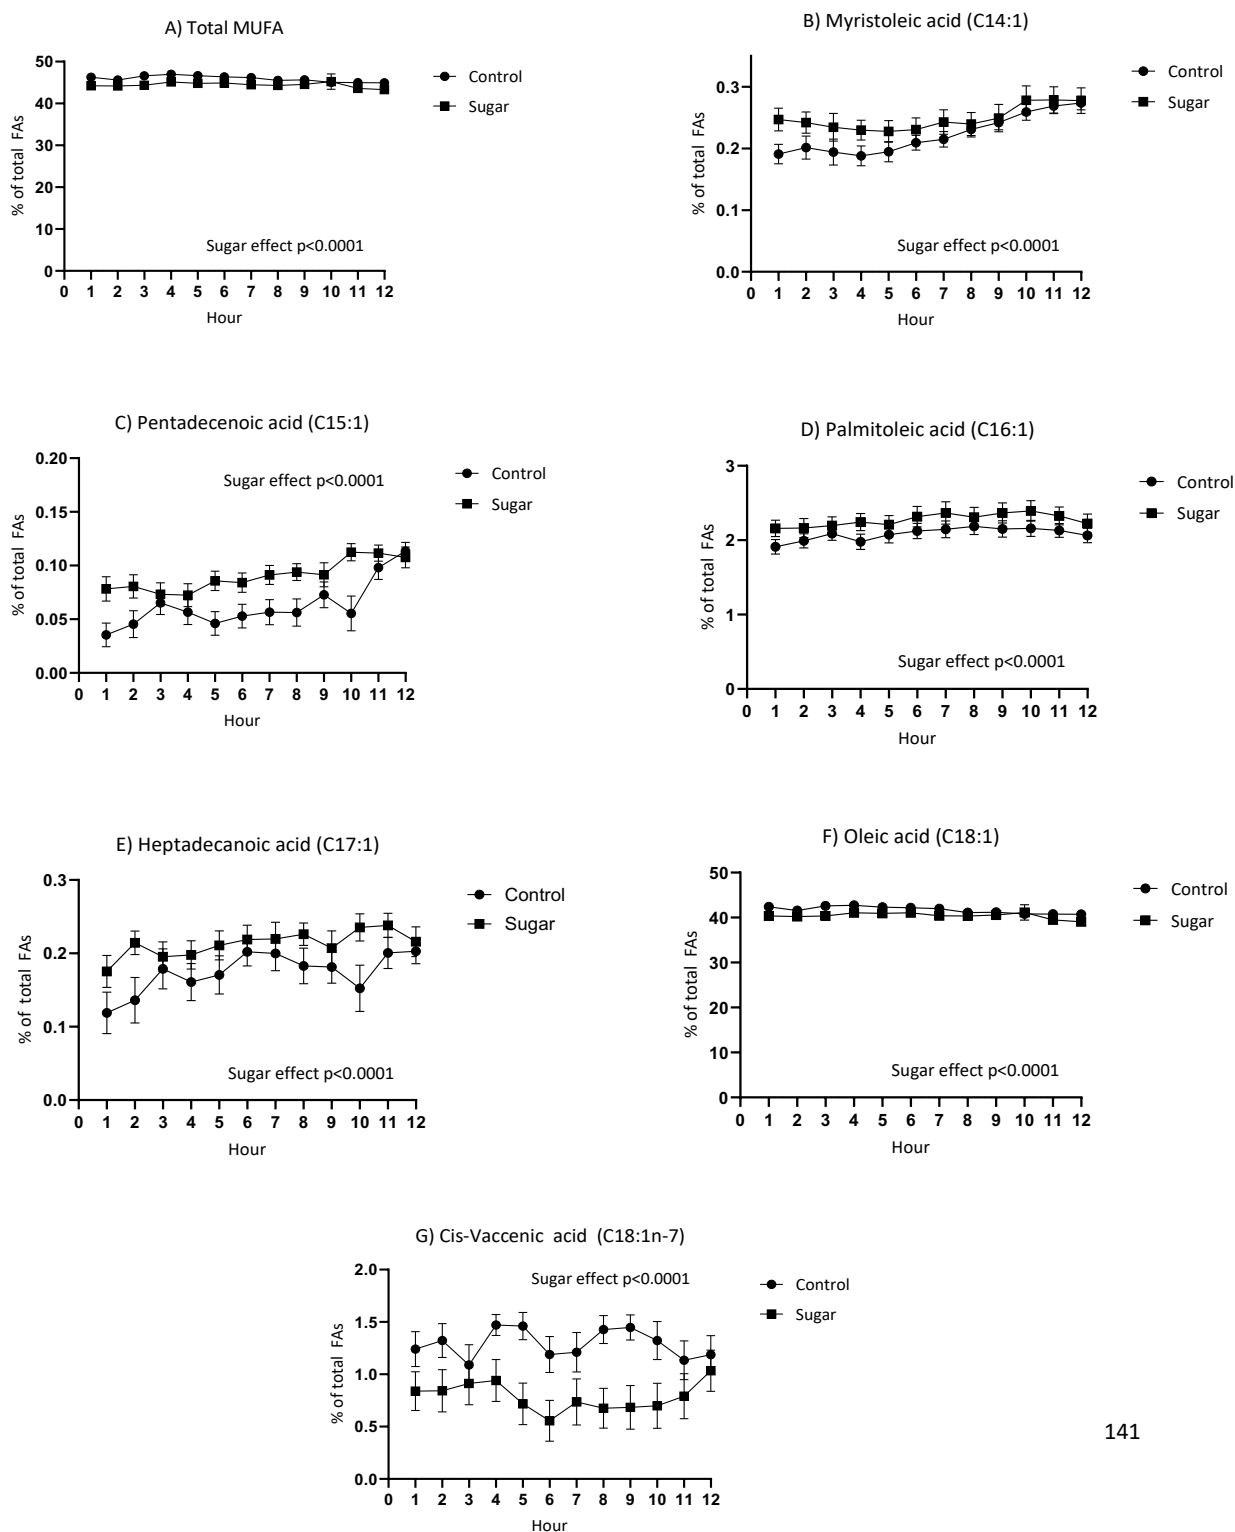 A) Total MUFA
50
40
30
20
10
0
% of total FAs
0 1 2 3 4 5 6 7 8 9 10 11 12
Hour
Sugar effect p<0.0001
Control
Sugar
B) Myristoleic acid (C14:1)
0.3
0.2
0.1
0.0
% of total FAs
0 1 2 3 4 5 6 7 8 9 10 11 12
Hour
Sugar effect p<0.0001
Control
Sugar
C) Pentadecenoic acid (C15:1)
0.20
0.15
0.10
0.05
0.00
% of total FAs
0 1 2 3 4 5 6 7 8 9 10 11 12
Hour
Sugar effect p<0.0001
Control
Sugar
D) Palmitoleic acid (C16:1)
3
2
1
0
% of total FAs
0 1 2 3 4 5 6 7 8 9 10 11 12
Hour
Sugar effect p<0.0001
Control
Sugar
E) Heptadecanoic acid (C17:1)
0.3
0.2
0.1
0.0
% of total FAs
0 1 2 3 4 5 6 7 8 9 10 11 12
Hour
Sugar effect p<0.0001
Control
Sugar
F) Oleic acid (C18:1)
50
40
30
20
10
0
% of total FAs
0 1 2 3 4 5 6 7 8 9 10 11 12
Hour
Sugar effect p<0.0001
Control
Sugar
G) Cis-Vaccenic acid (C18:1n-7)
2.0
1.5
1.0
0.5
0.0
% of total FAs
0 1 2 3 4 5 6 7 8 9 10 11 12
Hour
Sugar effect p<0.0001
Control
Sugar
141